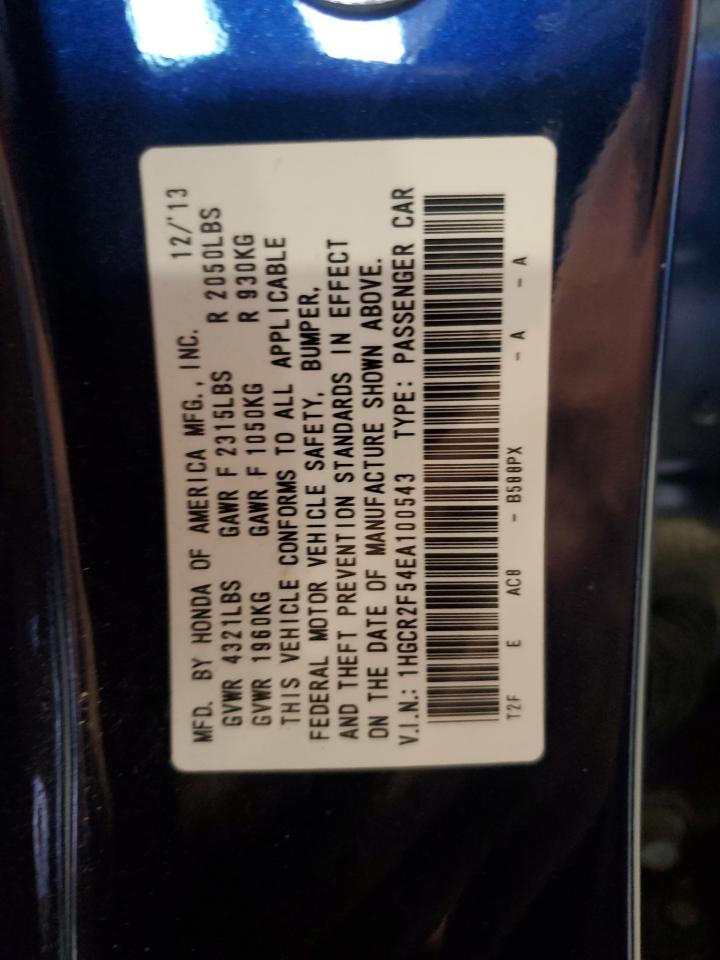 MFD. BY HONDA OF AMERICA MFG., INC. 12/'13
GVWR 4321LBS GAWR F 2315LBS R 2050LBS
GVWR 1960KG GAWR F 1050KG R 930KG
THIS VEHICLE CONFORMS TO ALL APPLICABLE
FEDERAL MOTOR VEHICLE SAFETY, BUMPER,
AND THEFT PREVENTION STANDARDS IN EFFECT
ON THE DATE OF MANUFACTURE SHOWN ABOVE.
V.I.N.: 1HGCR2F54EA100543 TYPE: PASSENGER CAR
T2F E AC0 - B588PX - A - A